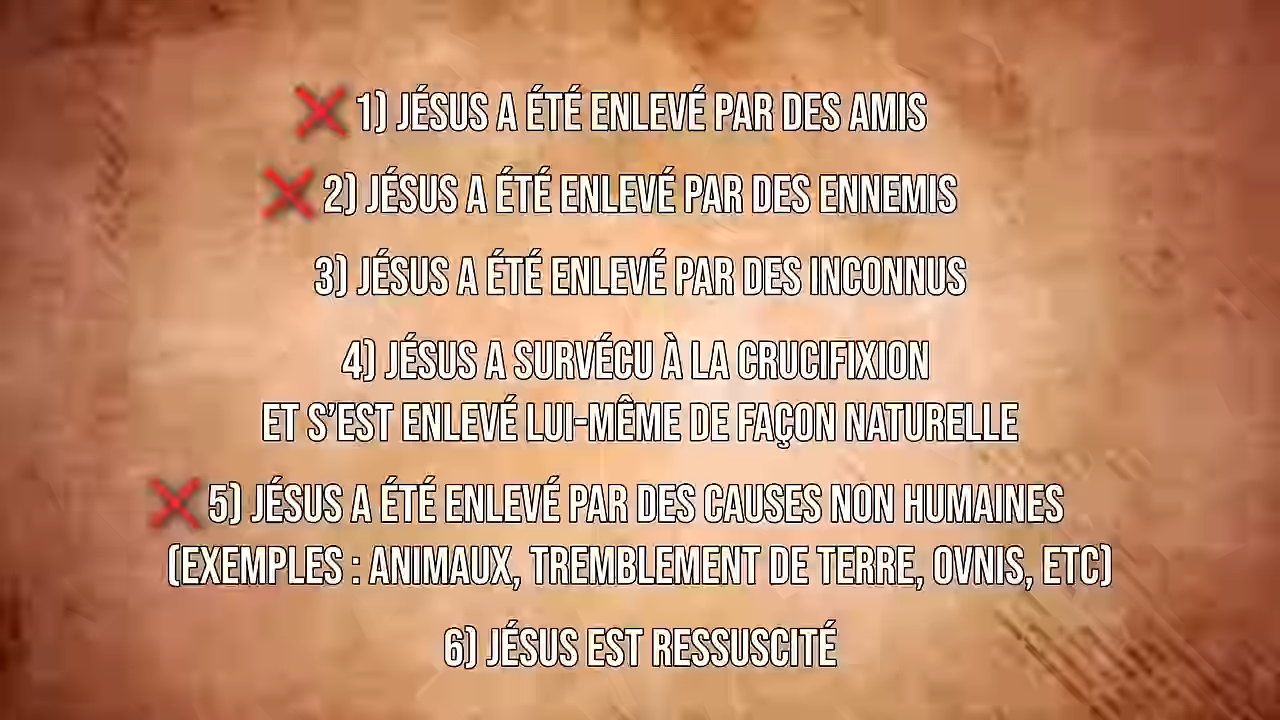 ❌ 1) JÉSUS A ÉTÉ ENLEVÉ PAR DES AMIS
❌ 2) JÉSUS A ÉTÉ ENLEVÉ PAR DES ENNEMIS
3) JÉSUS A ÉTÉ ENLEVÉ PAR DES INCONNUS
4) JÉSUS A SURVÉCU À LA CRUCIFIXION
ET S’EST ENLEVÉ LUI-MÊME DE FAÇON NATURELLE
❌ 5) JÉSUS A ÉTÉ ENLEVÉ PAR DES CAUSES NON HUMAINES
(EXEMPLES : ANIMAUX, TREMBLEMENT DE TERRE, OVNIS, ETC)
6) JÉSUS EST RESSUSCITÉ